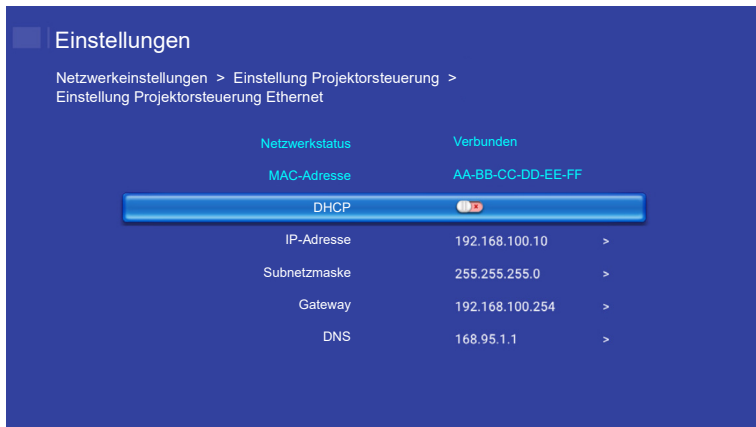 Einstellungen
Netzwerkeinstellungen > Einstellung Projektorsteuerung >
Einstellung Projektorsteuerung Ethernet
Netzwerkstatus Verbunden
MAC-Adresse AA-BB-CC-DD-EE-FF
DHCP
IP-Adresse 192.168.100.10 >
Subnetzmaske 255.255.255.0 >
Gateway 192.168.100.254 >
DNS 168.95.1.1 >